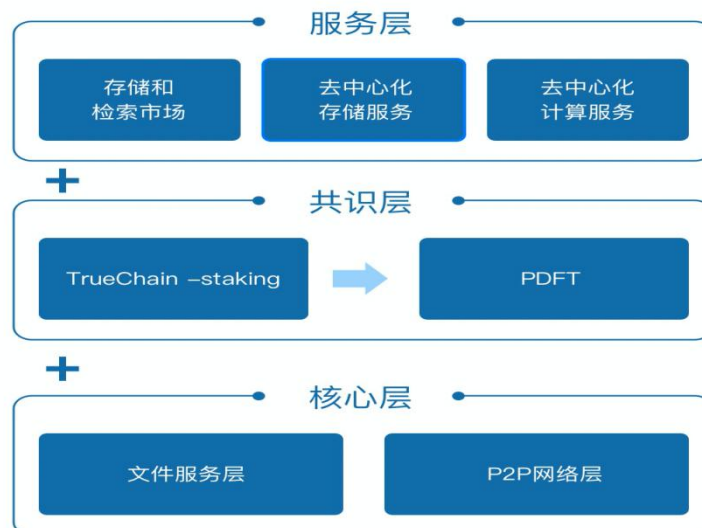 服务层
存储和
检索市场
去中心化
存储服务
去中心化
计算服务
+
共识层
TrueChain –staking
PDFT
+
核心层
文件服务层
P2P网络层